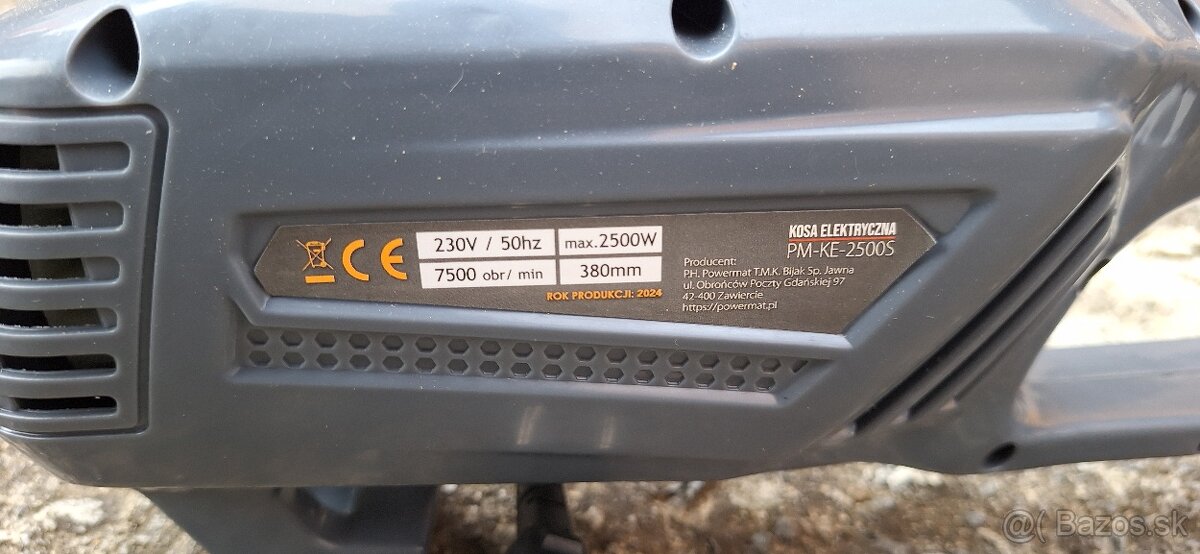 CE
230V / 50hz
max.2500W
7500 obr/ min
380mm
ROK PRODUKCJI: 2024
KOSA ELEKTRYCZNA
PM-KE-2500S
Producent:
PH. Powermat T.M.K. Bijak Sp. Jawna
ul. Obrońców Poczty Gdańskiej 97
42-400 Zawiercie
https://powermat.pl
@( Bazos.sk